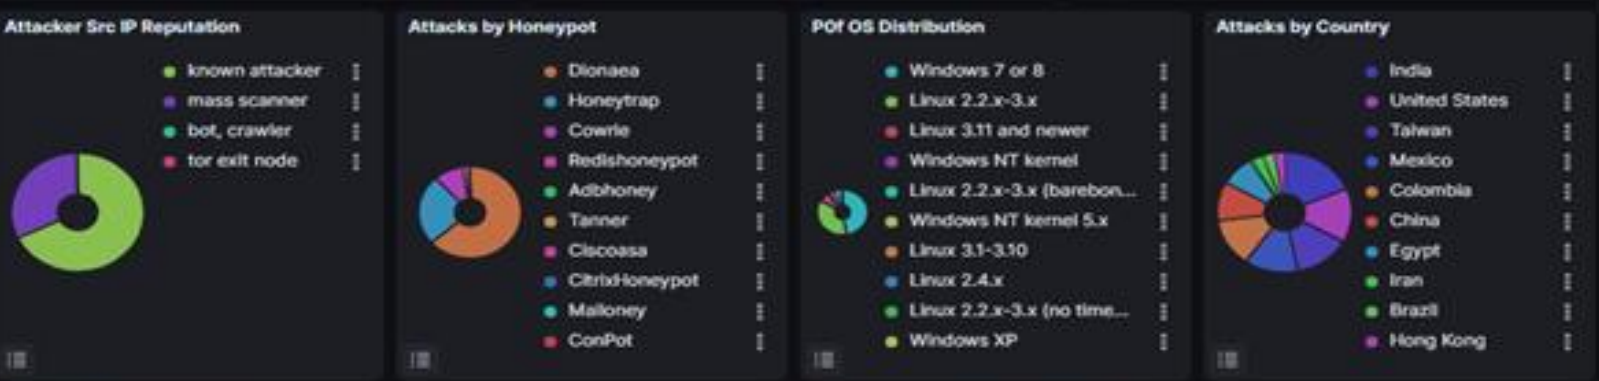 Attacker Src IP Reputation
known attacker
mass scanner
bot, crawler
tor exit node
Attacks by Honeypot
Dionaea
Honeytrap
Cowrie
Redishoneypot
Adbhoney
Tanner
Ciscoasa
CitrixHoneypot
Mailoney
ConPot
P0f OS Distribution
Windows 7 or 8
Linux 2.2.x-3.x
Linux 3.11 and newer
Windows NT kernel
Linux 2.2.x-3.x (barebon...
Windows NT kernel 5.x
Linux 3.1-3.10
Linux 2.4.x
Linux 2.2.x-3.x (no time...
Windows XP
Attacks by Country
India
United States
Taiwan
Mexico
Colombia
China
Egypt
Iran
Brazil
Hong Kong